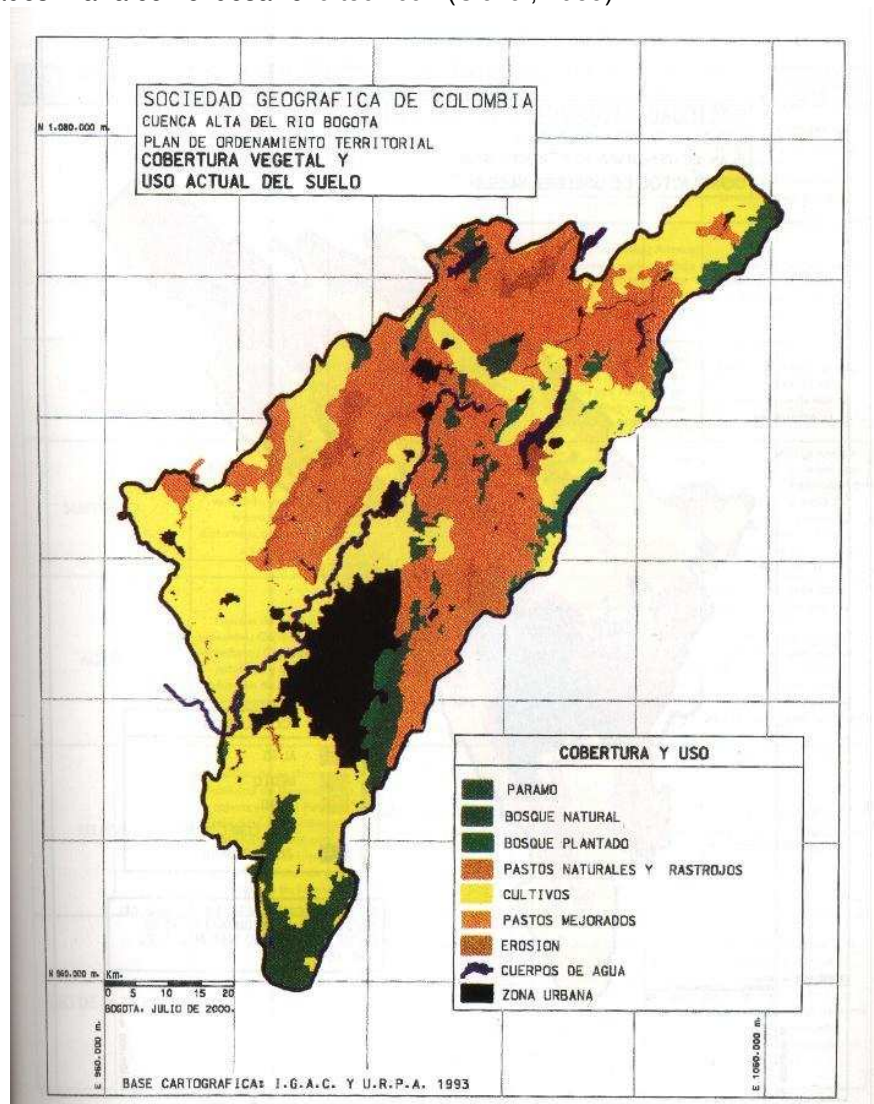 SOCIEDAD GEOGRAFICA DE COLOMBIA
CUENCA ALTA DEL RIO BOGOTA
PLAN DE ORDENAMIENTO TERRITORIAL
COBERTURA VEGETAL Y
USO ACTUAL DEL SUELO
N 1.080.000 m.
COBERTURA Y USO
PARAMO
BOSQUE NATURAL
BOSQUE PLANTADO
PASTOS NATURALES Y RASTROJOS
CULTIVOS
PASTOS MEJORADOS
EROSION
CUERPOS DE AGUA
ZONA URBANA
N 960.000 m. Km.
0 5 10 15 20
BOGOTA. JULIO DE 2000.
E 960.000 m.
E 1060.000 m.
BASE CARTOGRAFICA: I.G.A.C. Y U.R.P.A. 1993